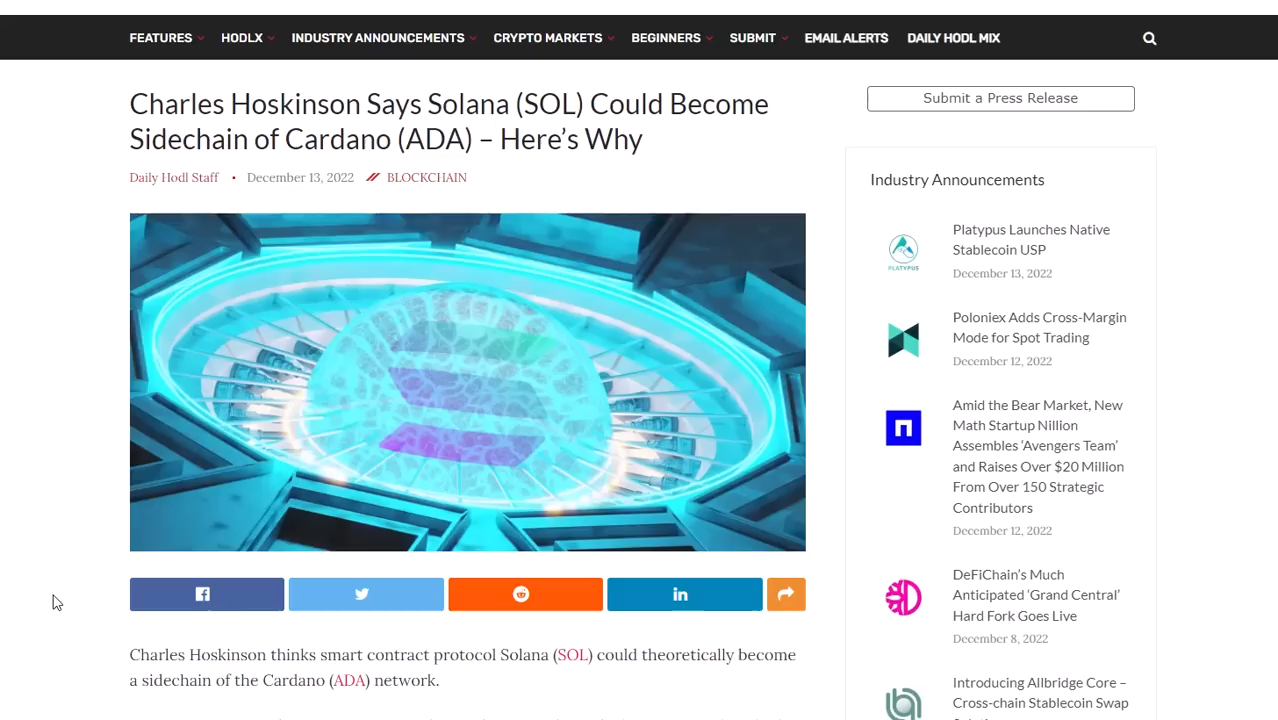 FEATURES HODLX INDUSTRY ANNOUNCEMENTS CRYPTO MARKETS BEGINNERS SUBMIT EMAIL ALERTS DAILY HODL MIX
Charles Hoskinson Says Solana (SOL) Could Become
Sidechain of Cardano (ADA) – Here’s Why
Daily Hodl Staff • December 13, 2022 // BLOCKCHAIN
Charles Hoskinson thinks smart contract protocol Solana (SOL) could theoretically become
a sidechain of the Cardano (ADA) network.
Submit a Press Release
Industry Announcements
PLATYPUS
Platypus Launches Native
Stablecoin USP
December 13, 2022
Poloniex Adds Cross-Margin
Mode for Spot Trading
December 12, 2022
Amid the Bear Market, New
Math Startup Nillion
Assembles ‘Avengers Team’
and Raises Over $20 Million
From Over 150 Strategic
Contributors
December 12, 2022
DeFiChain’s Much
Anticipated ‘Grand Central’
Hard Fork Goes Live
December 8, 2022
Introducing Allbridge Core –
Cross-chain Stablecoin Swap